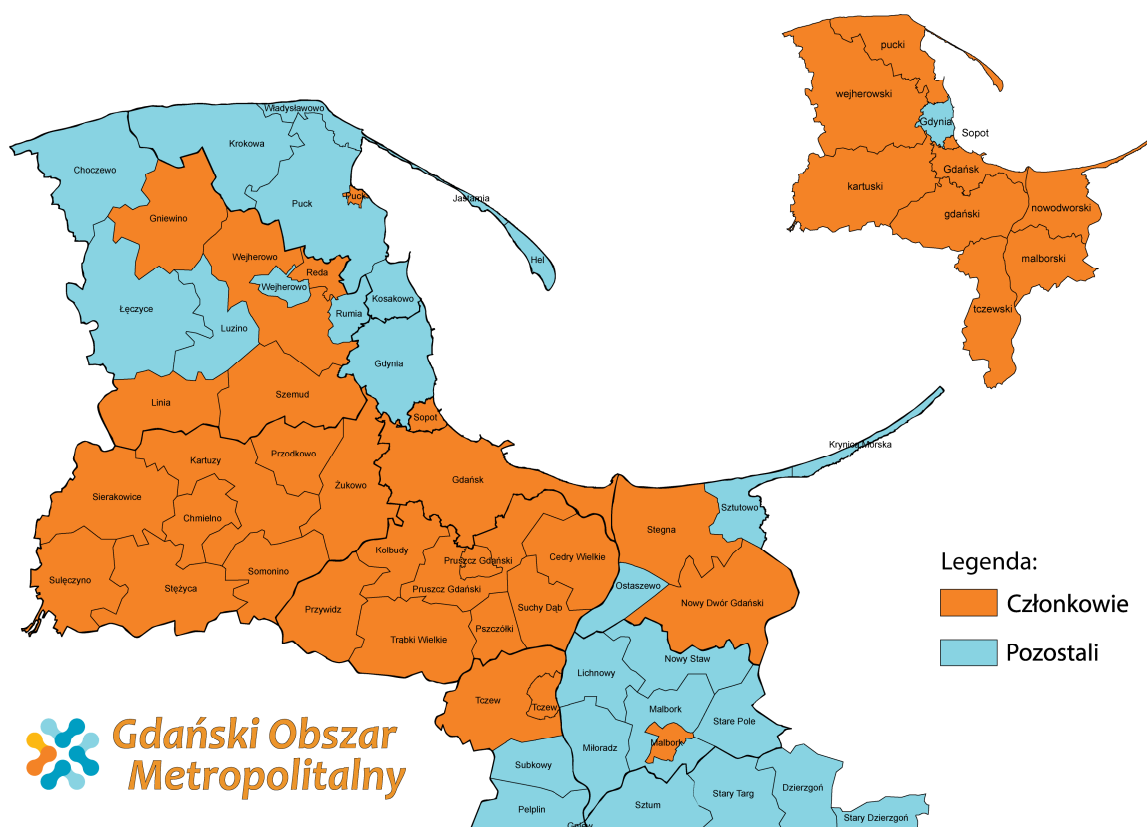 pucki
wejherowski
Gdynia
Sopot
Gdańsk
kartuski
gdański
nowodworski
malborski
tczewski
Władysławowo
Krokowa
Choczewo
Puck
Puck
Jastarnia
Gniewino
Wejherowo
Hel
Reda
Wejherowo
Kosakowo
Łęczyce
Rumia
Luzino
Gdynia
Szemud
Linia
Sopot
Krynica Morska
Kartuzy
Przodkowo
Gdańsk
Żukowo
Sierakowice
Sztutowo
Chmielno
Stegna
Kolbudy
Cedry Wielkie
Pruszcz Gdański
Somonino
Sulęczyno
Stężyca
Pruszcz Gdański
Ostaszewo
Nowy Dwór Gdański
Przywidz
Suchy Dąb
Pszczółki
Trąbki Wielkie
Nowy Staw
Lichnowy
Tczew
Tczew
Malbork
Stare Pole
Malbork
Miłoradz
Subkowy
Dzierzgoń
Stary Targ
Sztum
Pelplin
Stary Dzierzgoń
Gniew
Legenda:
Członkowie
Pozostali
Gdański Obszar
Metropolitalny